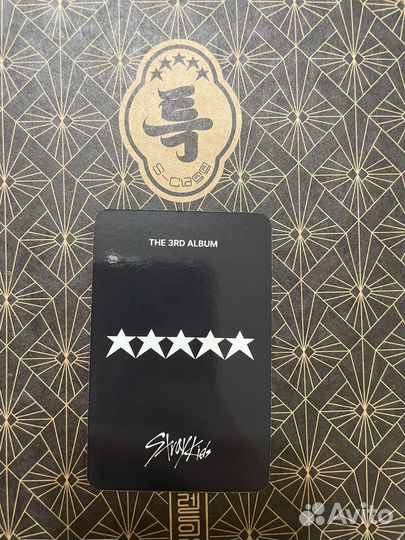 ★★★★★
특
S-Class
THE 3RD ALBUM
★★★★★
Stray Kids
Avito